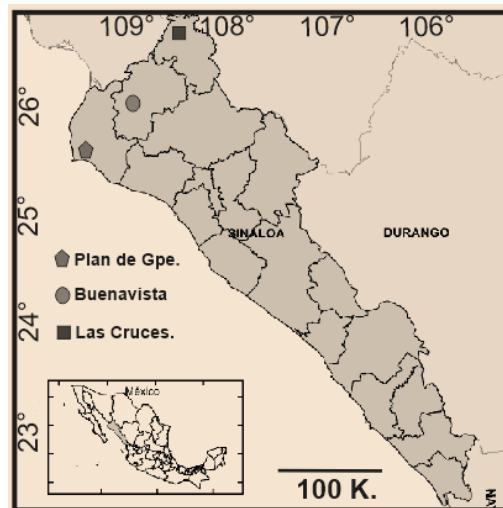 109° 108° 107° 106°
26°
25°
24°
23°
SINALOA
DURANGO
Plan de Gpe.
Buenavista
Las Cruces.
México
100 K.